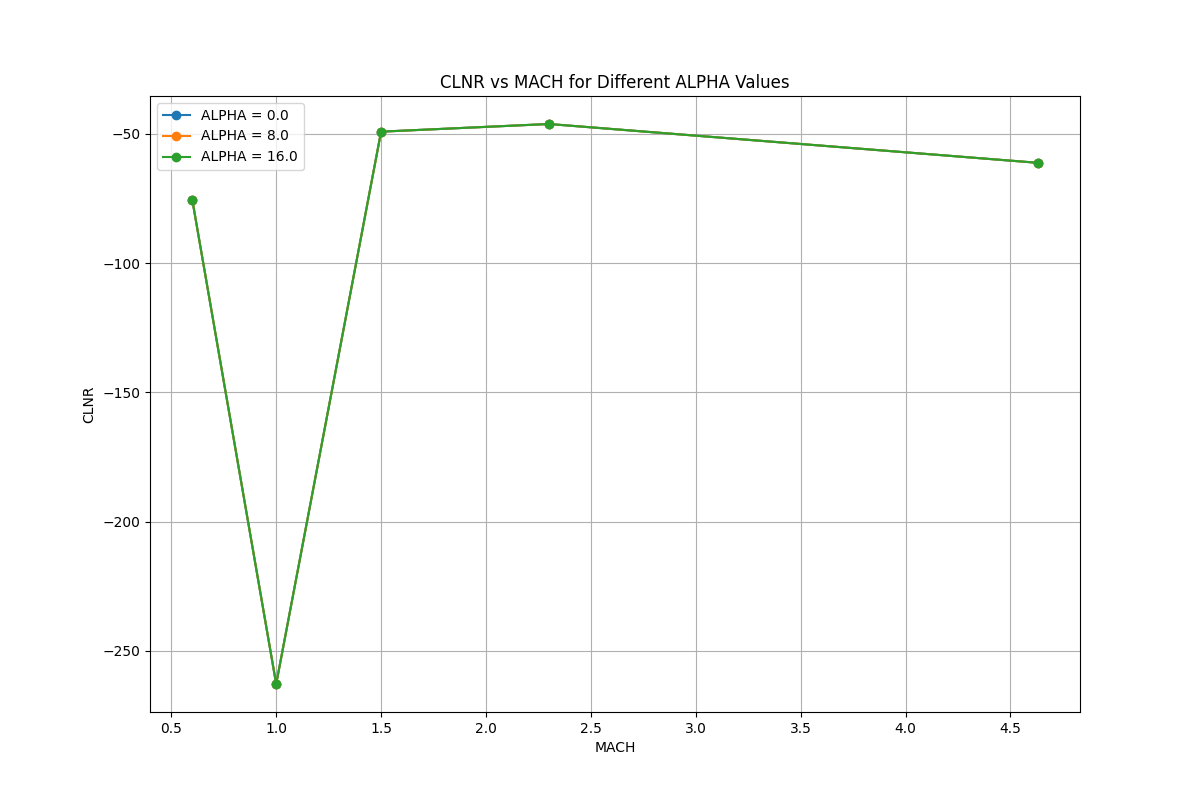 CLNR vs MACH for Different ALPHA Values
ALPHA = 0.0
ALPHA = 8.0
ALPHA = 16.0
CLNR
−50
−100
−150
−200
−250
0.5 1.0 1.5 2.0 2.5 3.0 3.5 4.0 4.5
MACH